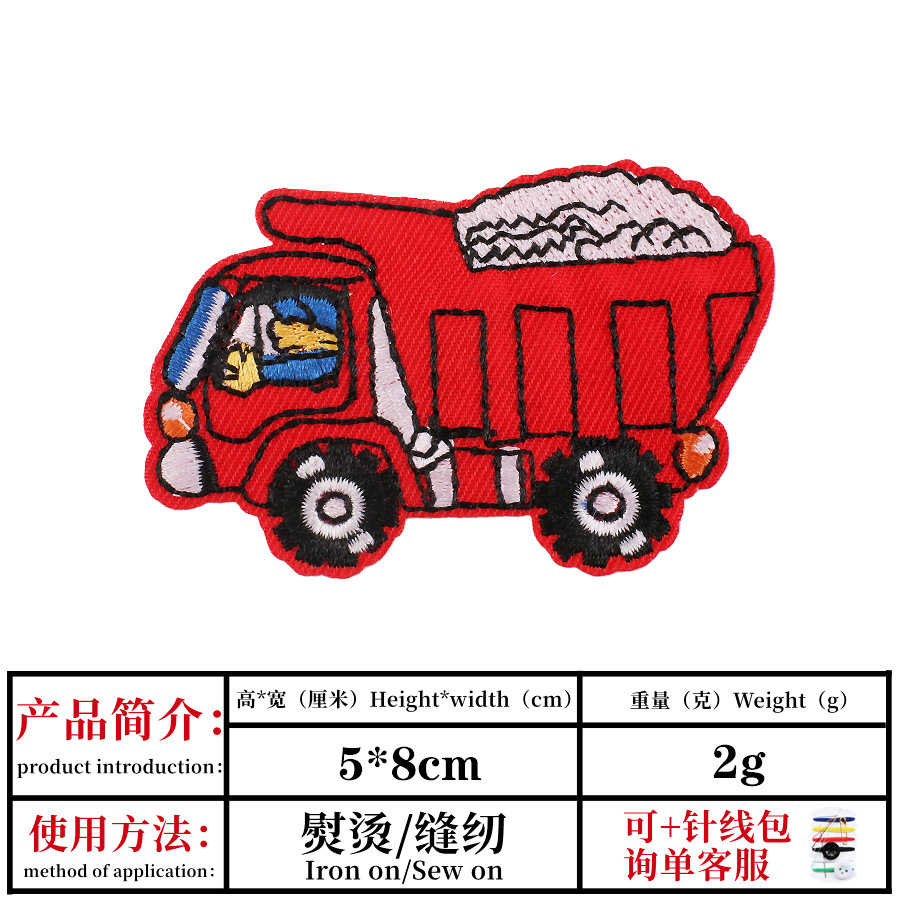 产品简介：
product introduction：
高*宽（厘米）Height*width（cm）
重量（克）Weight（g）
5*8cm
2g
使用方法：
method of application：
熨烫/缝纫
Iron on/Sew on
可+针线包
询单客服